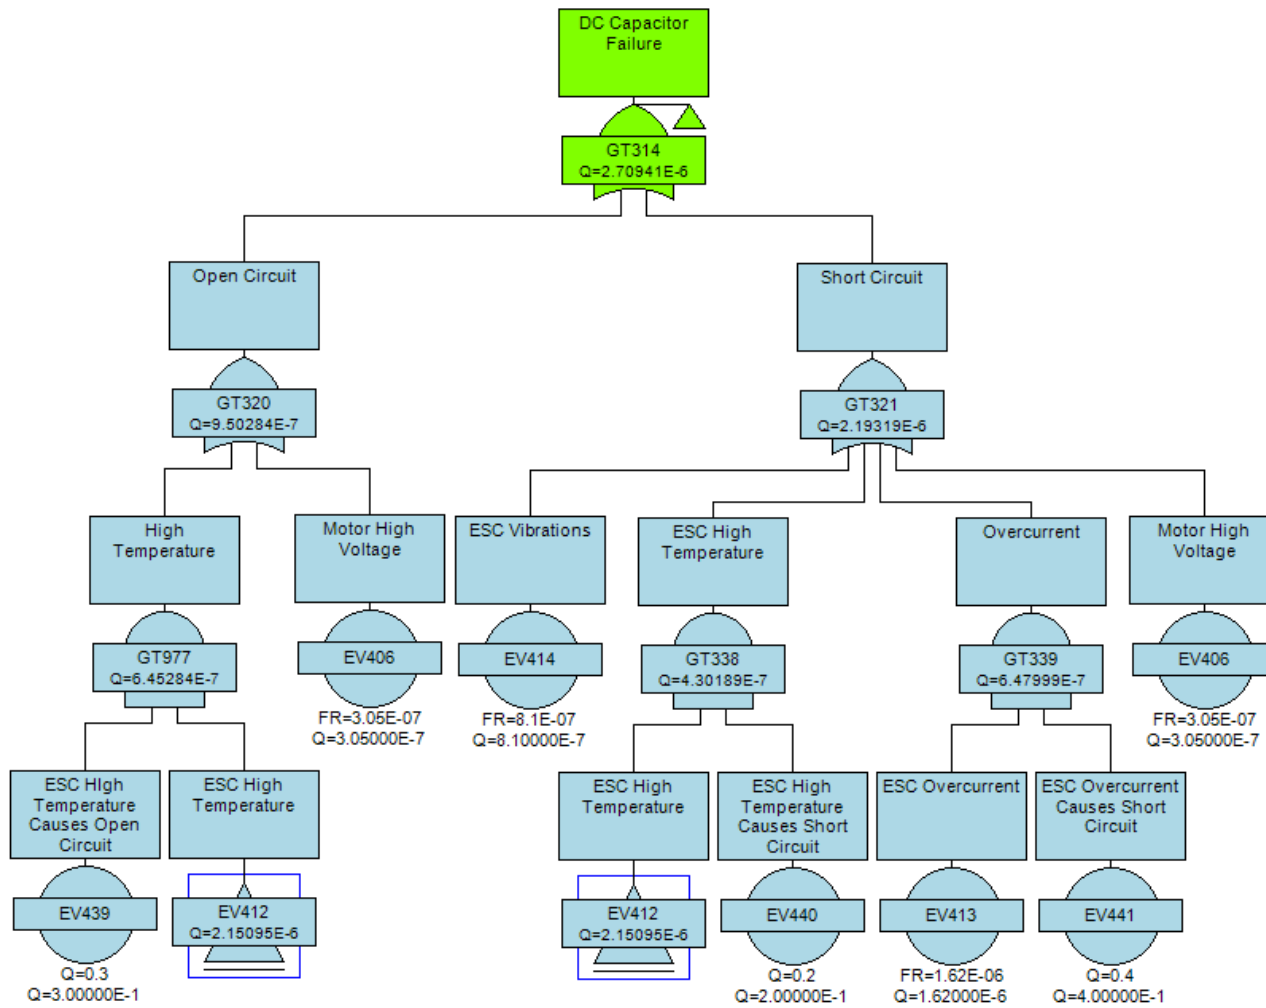 DC Capacitor
Failure
GT314
Q=2.70941E-6
Open Circuit
Short Circuit
GT320
Q=9.50284E-7
GT321
Q=2.19319E-6
High
Temperature
Motor High
Voltage
ESC Vibrations
ESC High
Temperature
Overcurrent
Motor High
Voltage
GT977
Q=6.45284E-7
EV406
FR=3.05E-07
Q=3.05000E-7
EV414
FR=8.1E-07
Q=8.10000E-7
GT338
Q=4.30189E-7
GT339
Q=6.47999E-7
EV406
FR=3.05E-07
Q=3.05000E-7
ESC HIgh
Temperature
Causes Open
Circuit
ESC High
Temperature
ESC High
Temperature
ESC High
Temperature
Causes Short
Circuit
ESC Overcurrent
ESC Overcurrent
Causes Short
Circuit
EV439
Q=0.3
Q=3.00000E-1
EV412
Q=2.15095E-6
EV412
Q=2.15095E-6
EV440
Q=0.2
Q=2.00000E-1
EV413
FR=1.62E-06
Q=1.62000E-6
EV441
Q=0.4
Q=4.00000E-1